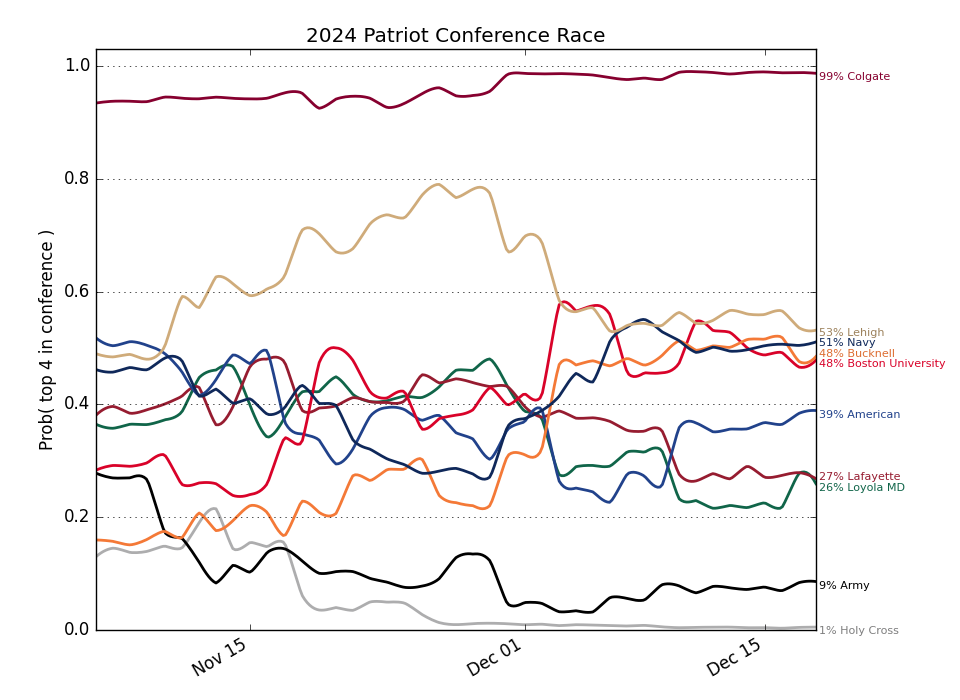 2024 Patriot Conference Race
Prob( top 4 in conference )
1.0
0.8
0.6
0.4
0.2
0.0
Nov 15
Dec 01
Dec 15
99% Colgate
53% Lehigh
51% Navy
48% Bucknell
48% Boston University
39% American
27% Lafayette
26% Loyola MD
9% Army
1% Holy Cross